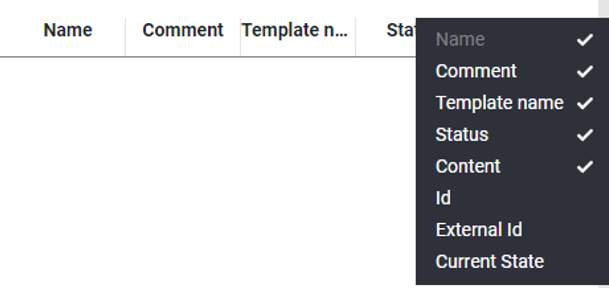 Name Comment Template n... Stat
Name
Comment
Template name
Status
Content
Id
External Id
Current State